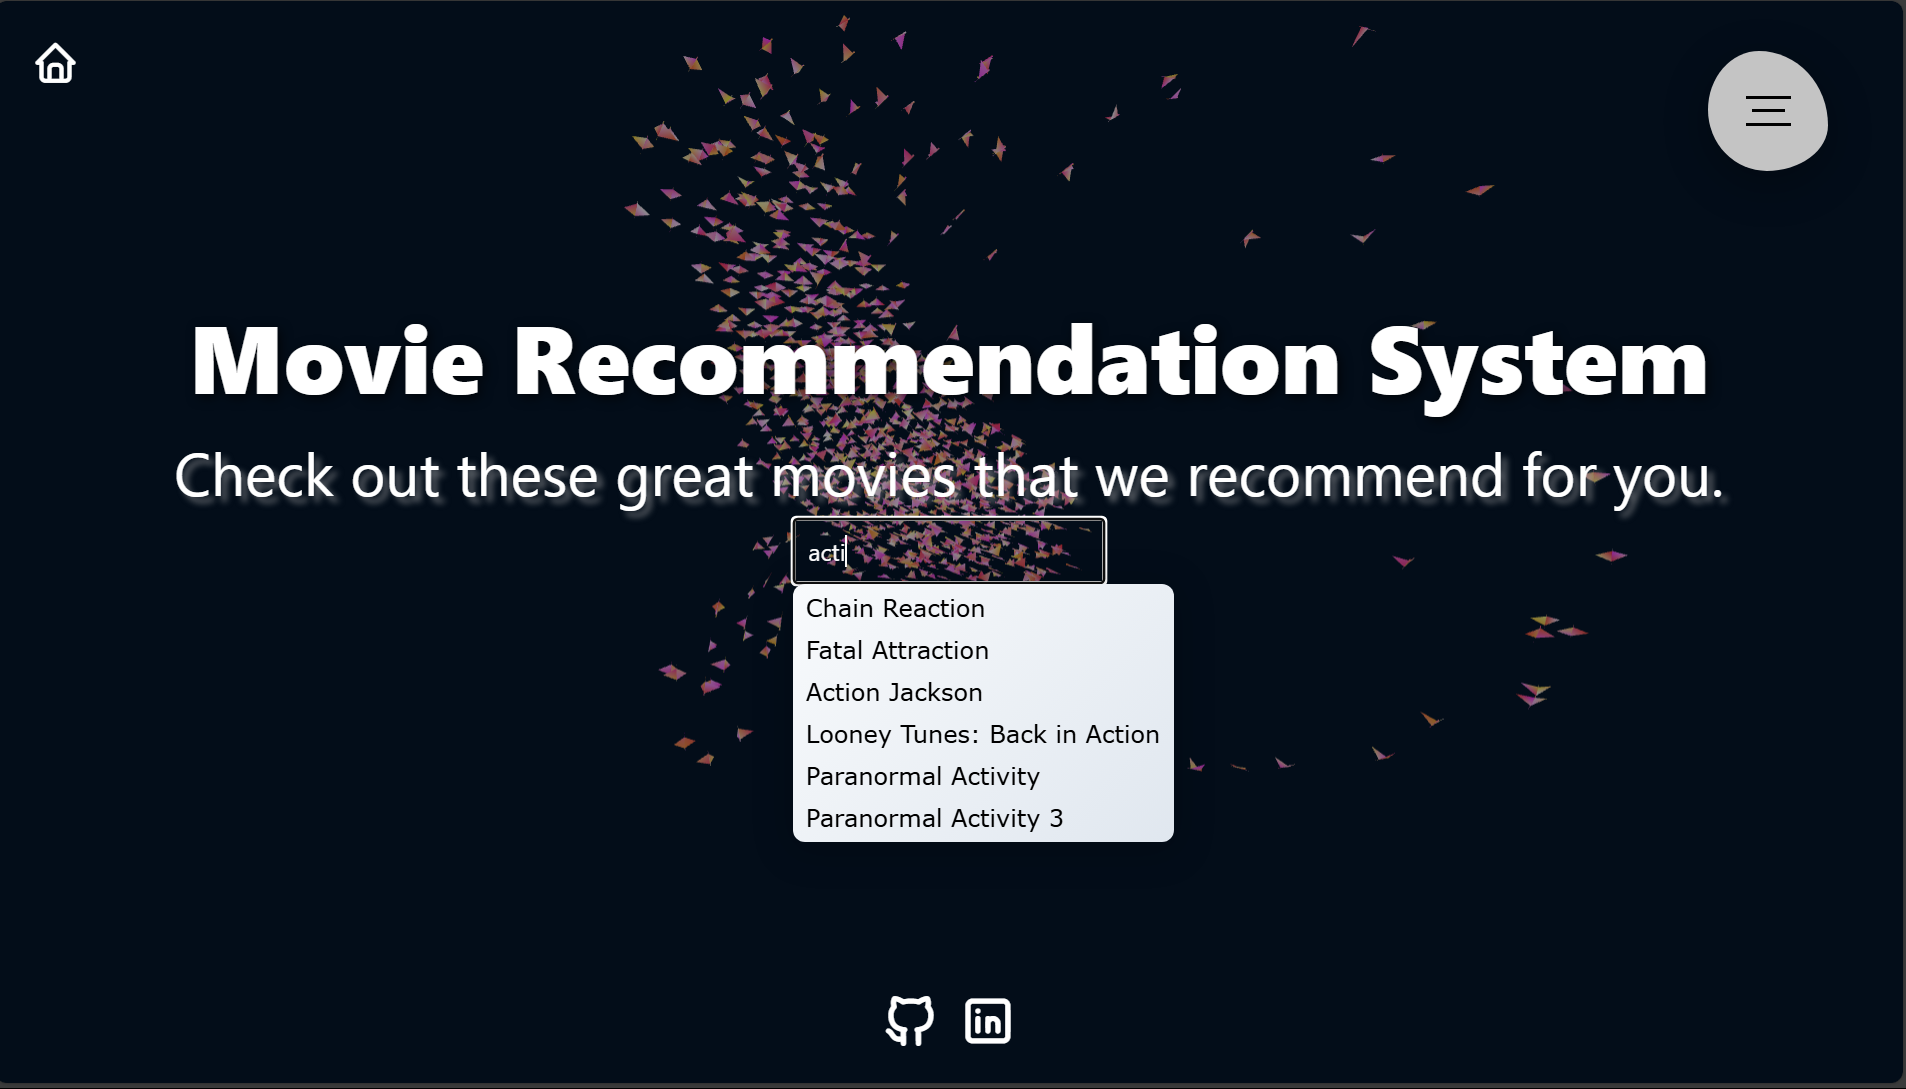 Movie Recommendation System
Check out these great movies that we recommend for you.
acti
Chain Reaction
Fatal Attraction
Action Jackson
Looney Tunes: Back in Action
Paranormal Activity
Paranormal Activity 3
in